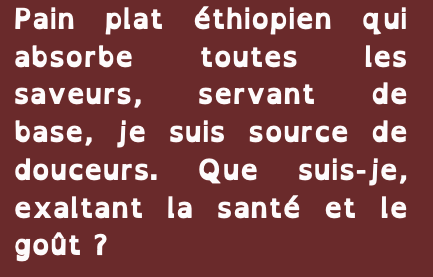 Pain plat éthiopien qui
absorbe toutes les
saveurs, servant de
base, je suis source de
douceurs. Que suis-je,
exaltant la santé et le
goût ?